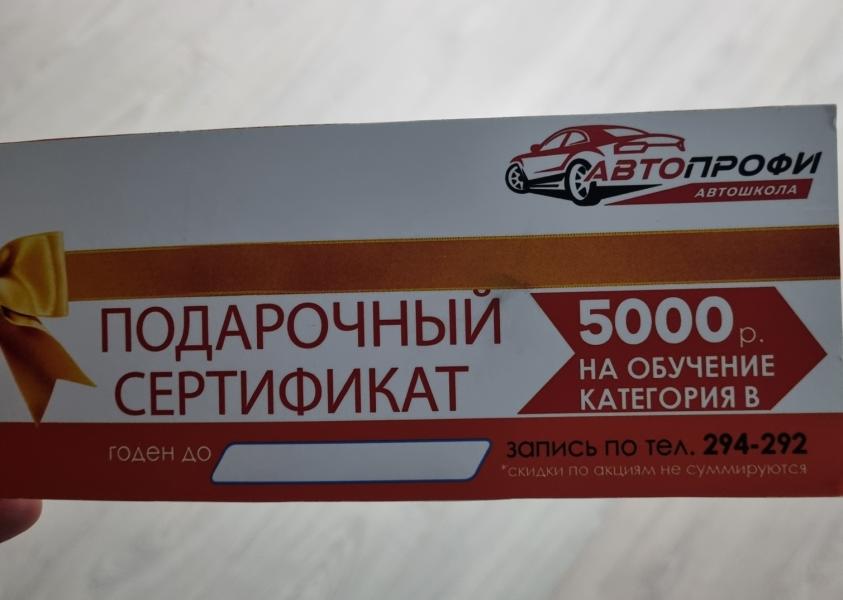 АВТОПРОФИ
АВТОШКОЛА
ПОДАРОЧНЫЙ
СЕРТИФИКАТ
5000 р.
НА ОБУЧЕНИЕ
КАТЕГОРИЯ В
годен до
запись по тел. 294-292
*скидки по акциям не суммируются